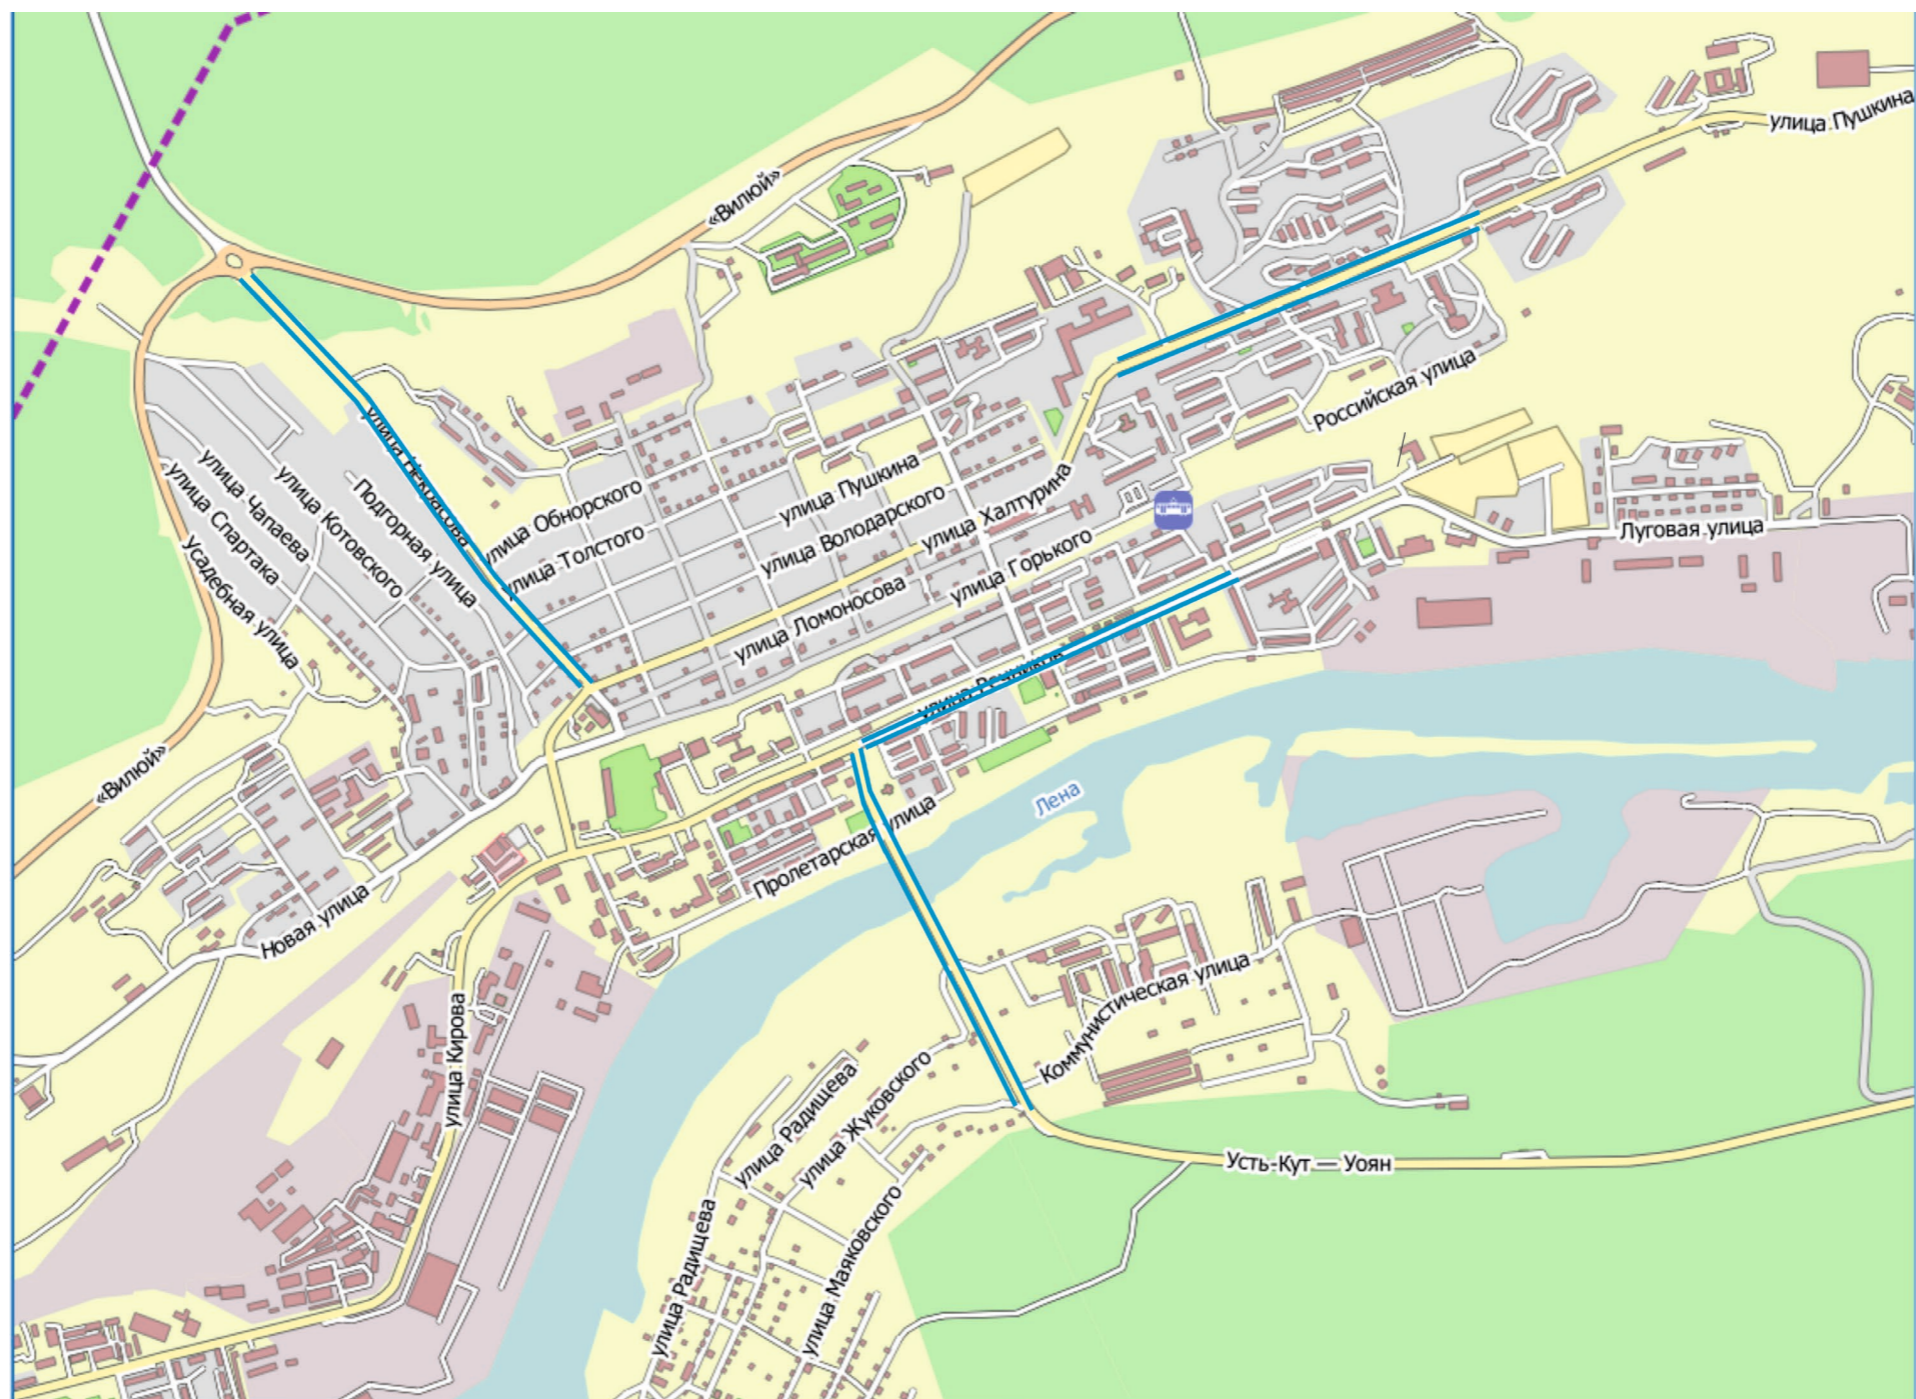 улица Пушкина
«Вилюй»
Российская улица
улица Некрасова
улица Пушкина
улица Обнорского
улица Халтурина
улица Чапаева
улица Котовского
Подгорная улица
улица Володарского
улица Спартака
улица Толстого
Луговая улица
улица Горького
Усадебная улица
улица Ломоносова
улица Речников
«Вилюй»
Лена
Пролетарская улица
Новая улица
Коммунистическая улица
улица Кирова
улица Радищева
улица Жуковского
Усть-Кут — Уоян
улица Радищева
улица Маяковского